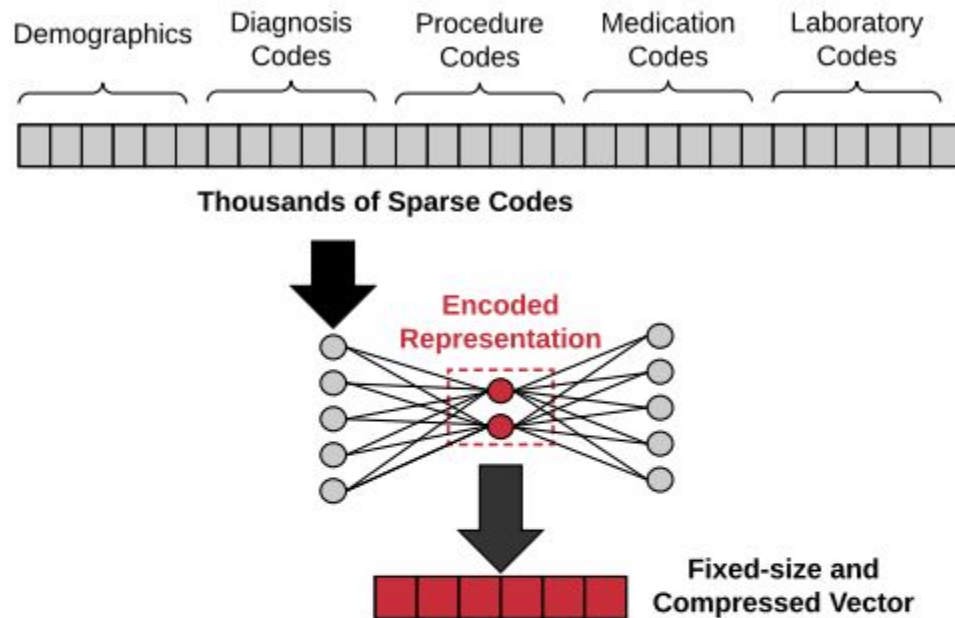 Demographics
Diagnosis
Codes
Procedure
Codes
Medication
Codes
Laboratory
Codes
Thousands of Sparse Codes
Encoded
Representation
Fixed-size and
Compressed Vector